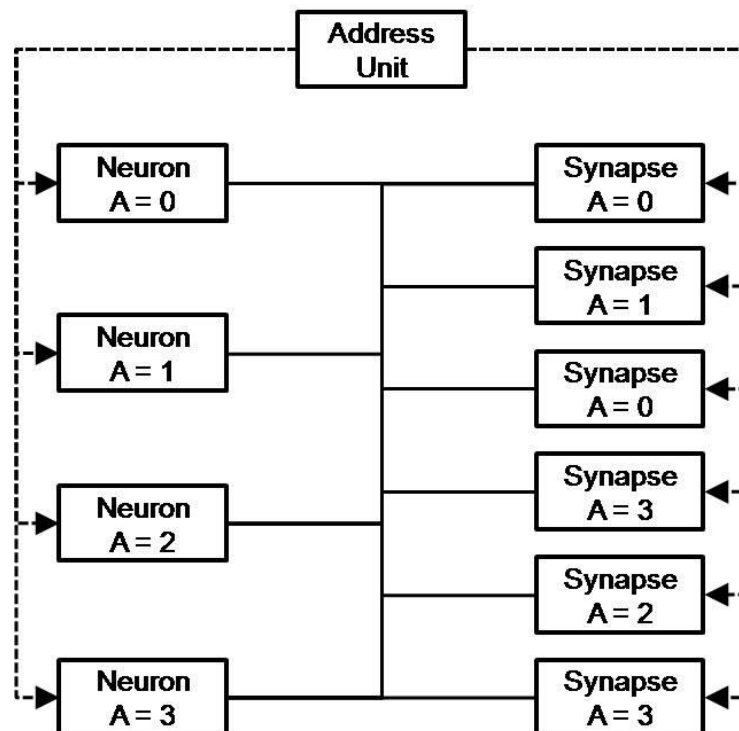 Address
Unit
Neuron
A = 0
Synapse
A = 0
Synapse
A = 1
Neuron
A = 1
Synapse
A = 0
Synapse
A = 3
Neuron
A = 2
Synapse
A = 2
Neuron
A = 3
Synapse
A = 3